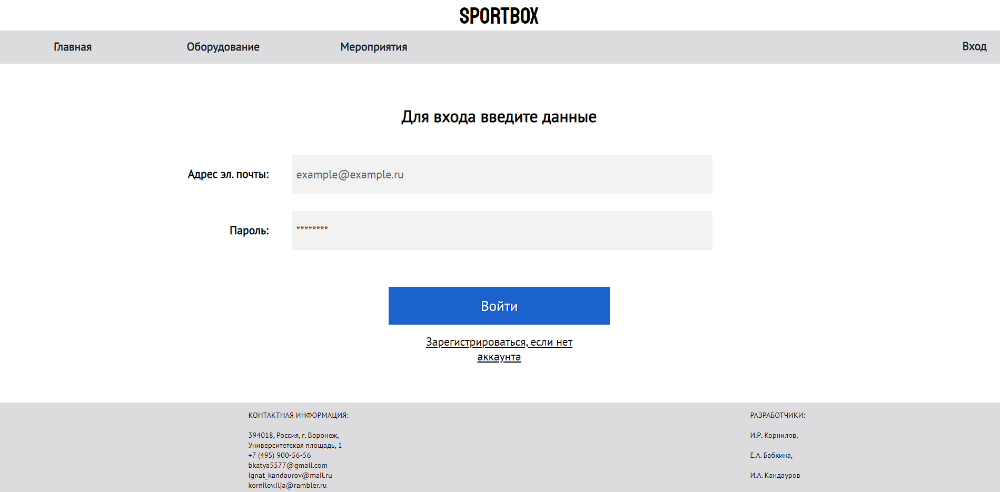 SPORTBOX
Главная Оборудование Мероприятия Вход
Для входа введите данные
Адрес эл. почты: example@example.ru
Пароль: ********
Войти
Зарегистрироваться, если нет
аккаунта
КОНТАКТНАЯ ИНФОРМАЦИЯ:
394018, Россия, г. Воронеж,
Университетская площадь, 1
+7 (495) 900-56-56
bkatya5577@gmail.com
ignat_kandaurov@mail.ru
kornilov.ilja@rambler.ru
РАЗРАБОТЧИКИ:
И.Р. Корнилов,
Е.А. Бабкина,
И.А. Кандауров